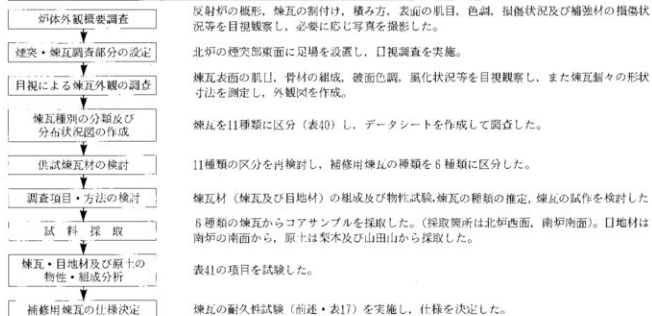 炉体外観概要調査
反射炉の概形，煉瓦の割付け，積み方，表面の肌目，色調，損傷状況及び補強材の損傷状
況等を目視観察し，必要に応じ写真を撮影した。
煙突・煉瓦調査部分の設定
北炉の煙突部東面に足場を設置し，目視調査を実施。
目視による煉瓦外観の調査
煉瓦表面の肌目，骨材の組成，破面色調，風化状況等を目視観察し，また煉瓦個々の形状
寸法を測定し，外観図を作成。
煉瓦種別の分類及び
分布状況図の作成
煉瓦を11種類に区分（表40）し，データシートを作成して調査した。
供試煉瓦材の検討
11種類の区分を再検討し，補修用煉瓦の種類を6種類に区分した。
調査項目・方法の検討
煉瓦材（煉瓦及び目地材）の組成及び物性試験，煉瓦の種類の推定，煉瓦の試作を検討した
試料採取
6種類の煉瓦からコアサンプルを採取した。（採取箇所は北炉西面，南炉南面）。目地材は
南炉の南面から，原土は梨本及び山田山から採取した。
煉瓦・目地材及び原土の
物性・組成分析
表41の項目を試験した。
補修用煉瓦の仕様決定
煉瓦の耐久性試験（前述・表17）を実施し，仕様を決定した。